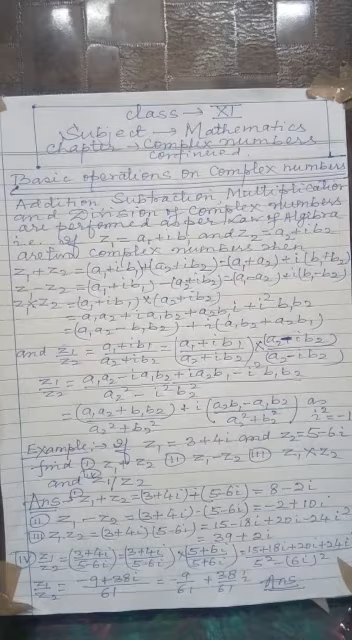 class → XI
Subject → Mathematics
chapter → Complex numbers
continued
Basic operations on Complex numbers
Addition Subtraction, Multiplication
and Division of Complex numbers
are performed as per Law of Algebra
i.e. If z₁ = a₁+ib₁ and z₂ = a₂+ib₂
are two complex numbers then
z₁+z₂ = (a₁+ib₁)+(a₂+ib₂) = (a₁+a₂)+i(b₁+b₂)
z₁-z₂ = (a₁+ib₁)-(a₂+ib₂) = (a₁-a₂)+i(b₁-b₂)
z₁×z₂ = (a₁+ib₁)×(a₂+ib₂)
= a₁a₂+ia₁b₂+a₂b₁i+i²b₁b₂
= (a₁a₂-b₁b₂)+i(a₁b₂+a₂b₁)
and z₁/z₂ = a₁+ib₁/a₂+ib₂ = (a₁+ib₁/a₂+ib₂)×(a₂-ib₂/a₂-ib₂)
z₁/z₂ = a₁a₂-ia₁b₂+ia₂b₁-i²b₁b₂/a₂²-i²b₂²
= (a₁a₂+b₁b₂/a₂²+b₂²)+i(a₂b₁-a₁b₂/a₂²+b₂²) as i²=-1
Example:→ If z₁ = 3+4i and z₂ = 5-6i
find (i) z₁+z₂ (ii) z₁-z₂ (iii) z₁×z₂
and (iv) z₁/z₂
Ans → (i) z₁+z₂ = (3+4i)+(5-6i) = 8-2i
(ii) z₁-z₂ = (3+4i)-(5-6i) = -2+10i
(iii) z₁z₂ = (3+4i)(5-6i) = 15-18i+20i-24i²
= 39+2i
(iv) z₁/z₂ = (3+4i)/(5-6i) = (3+4i/5-6i)×(5+6i/5+6i) = 15+18i+20i+24i²/5²-(6i)²
z₁/z₂ = -9+38i/61 = -9/61+38/61i Ans